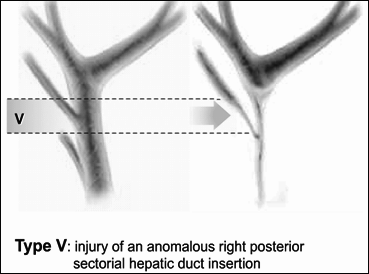 V
Type V: injury of an anomalous right posterior
sectorial hepatic duct insertion